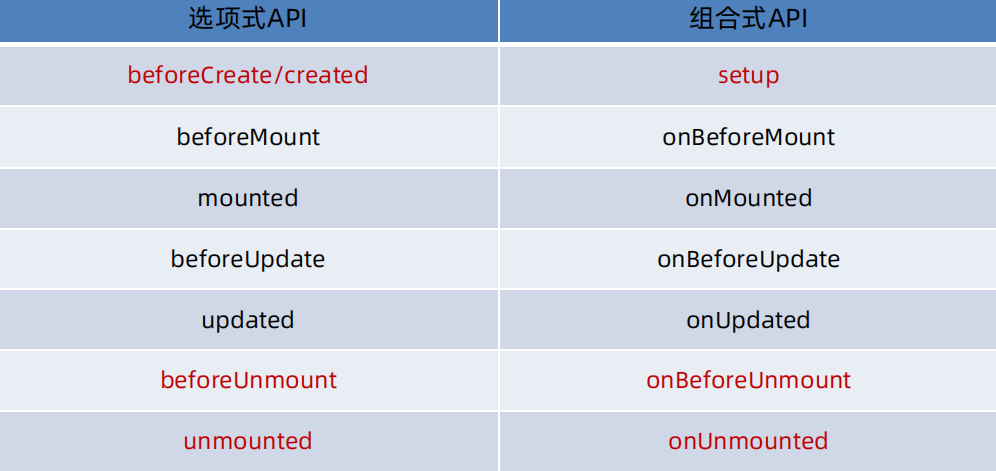 选项式API 组合式API
beforeCreate/created setup
beforeMount onBeforeMount
mounted onMounted
beforeUpdate onBeforeUpdate
updated onUpdated
beforeUnmount onBeforeUnmount
unmounted onUnmounted